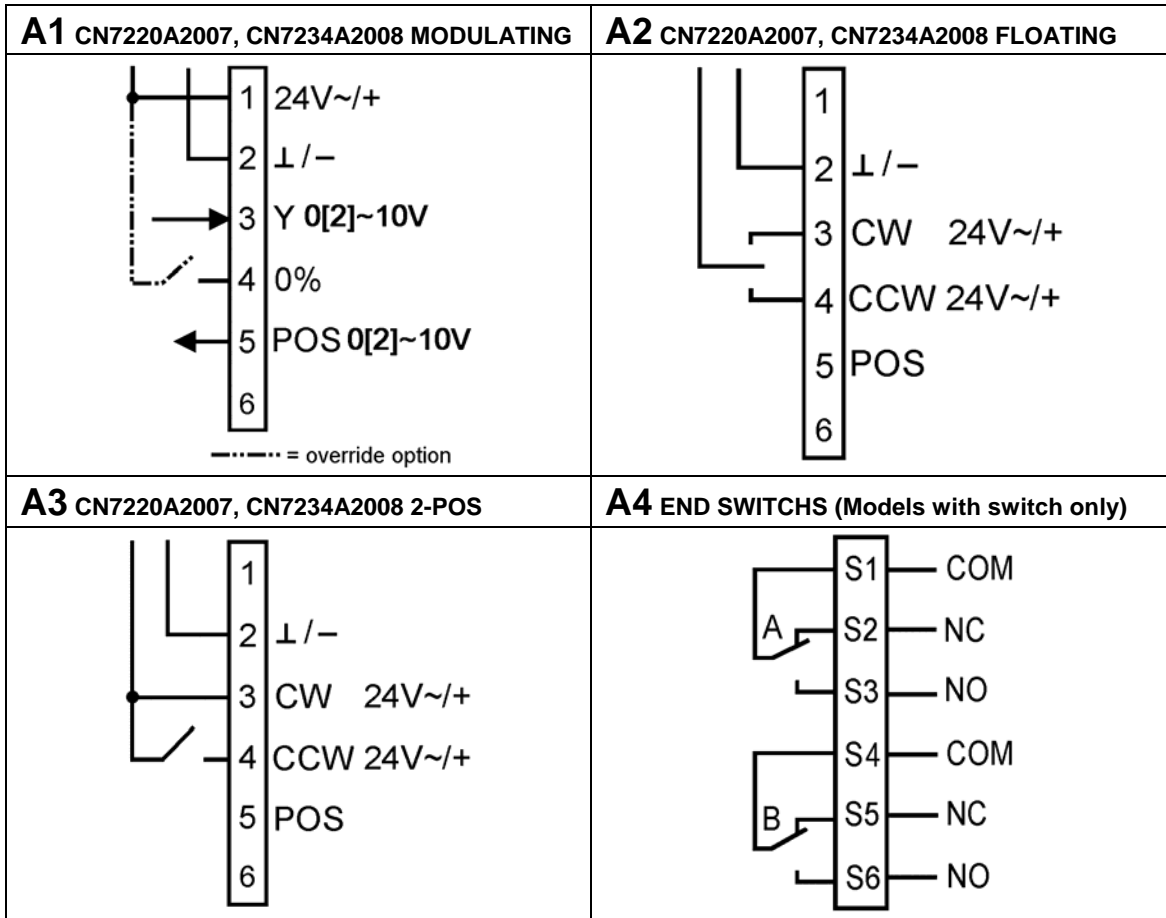 A1 CN7220A2007, CN7234A2008 MODULATING
1 24V~/+
2 ⊥/−
3 Y 0[2]~10V
4 0%
5 POS 0[2]~10V
6
= override option
A2 CN7220A2007, CN7234A2008 FLOATING
1
2 ⊥/−
3 CW 24V~/+
4 CCW 24V~/+
5 POS
6
A3 CN7220A2007, CN7234A2008 2-POS
1
2 ⊥/−
3 CW 24V~/+
4 CCW 24V~/+
5 POS
6
A4 END SWITCHS (Models with switch only)
S1 COM
A S2 NC
S3 NO
S4 COM
B S5 NC
S6 NO